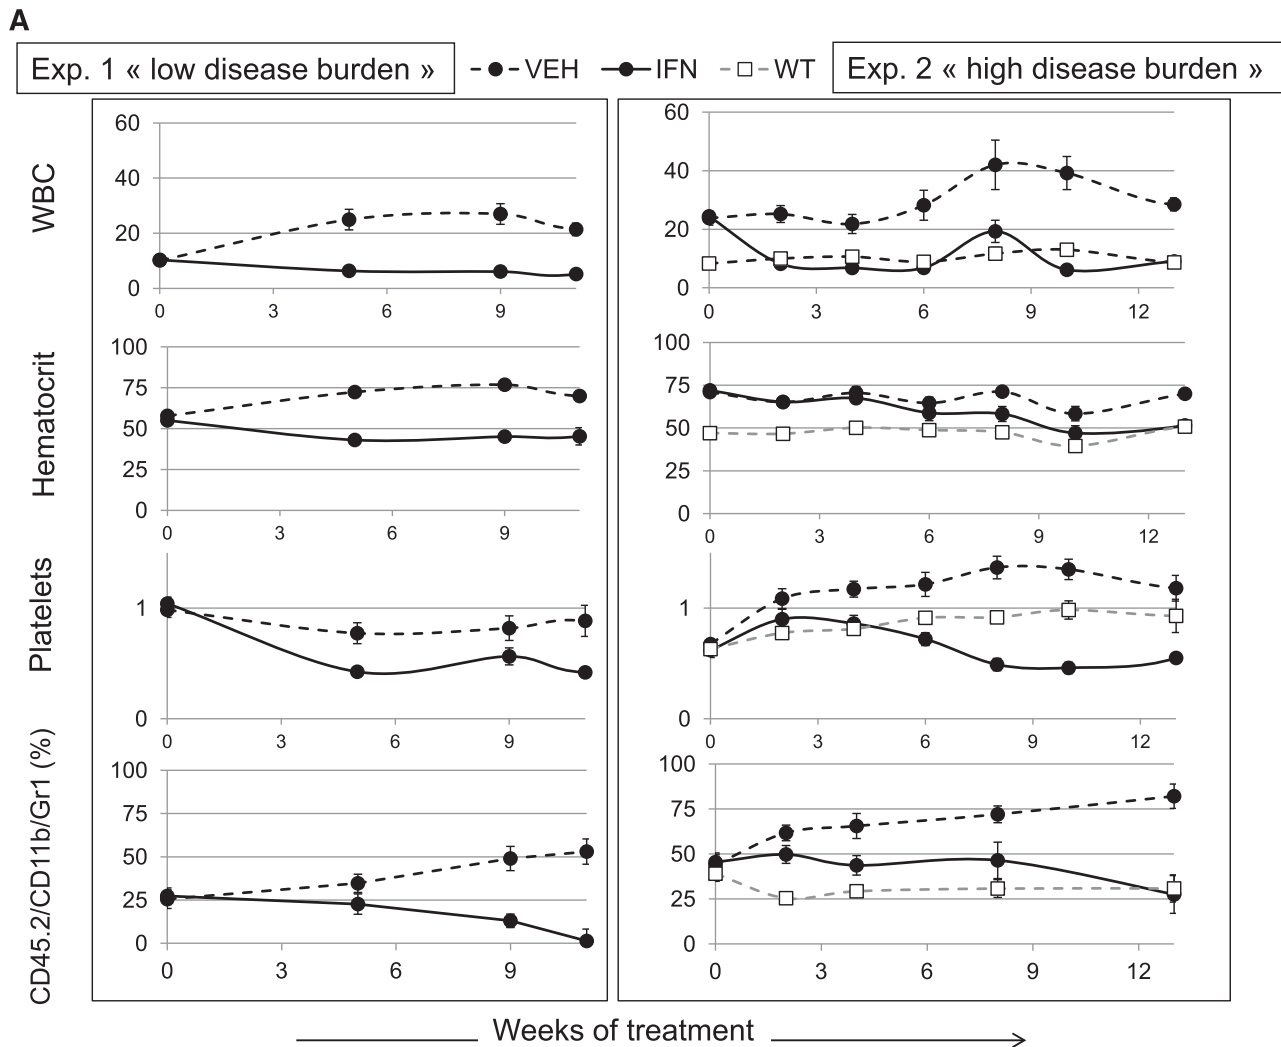 A
Exp. 1 « low disease burden »
VEH
IFN
WT
Exp. 2 « high disease burden »
WBC
60
40
20
0
0 3 6 9
60
40
20
0
0 3 6 9 12
Hematocrit
100
75
50
25
0
0 3 6 9
100
75
50
25
0
0 3 6 9 12
Platelets
1
0
0 3 6 9
1
0
0 3 6 9 12
CD45.2/CD11b/Gr1 (%)
100
75
50
25
0
0 3 6 9
100
75
50
25
0
0 3 6 9 12
Weeks of treatment